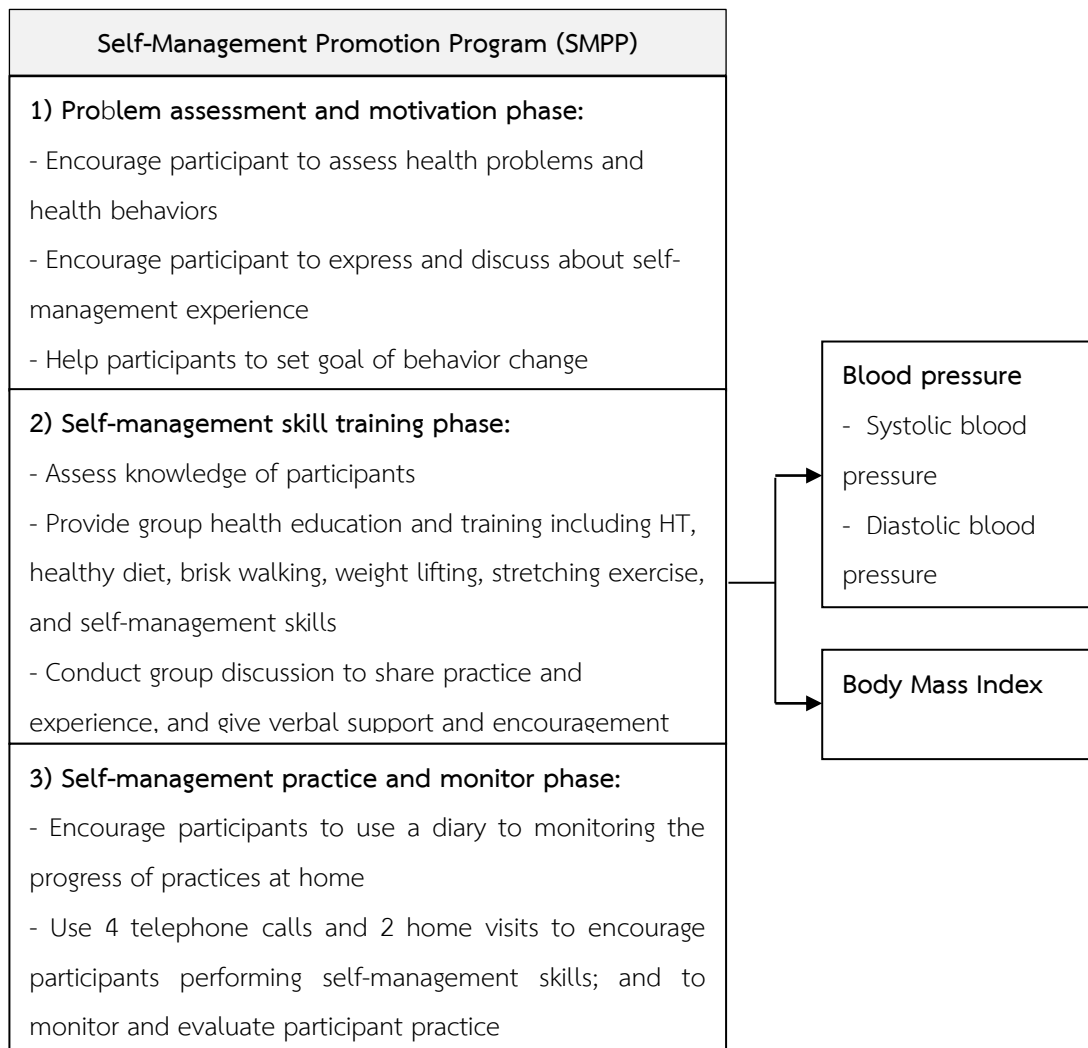 Self-Management Promotion Program (SMPP)
1) Problem assessment and motivation phase:
- Encourage participant to assess health problems and
health behaviors
- Encourage participant to express and discuss about self-
management experience
- Help participants to set goal of behavior change
2) Self-management skill training phase:
- Assess knowledge of participants
- Provide group health education and training including HT,
healthy diet, brisk walking, weight lifting, stretching exercise,
and self-management skills
- Conduct group discussion to share practice and
experience, and give verbal support and encouragement
3) Self-management practice and monitor phase:
- Encourage participants to use a diary to monitoring the
progress of practices at home
- Use 4 telephone calls and 2 home visits to encourage
participants performing self-management skills; and to
monitor and evaluate participant practice
Blood pressure
- Systolic blood
pressure
- Diastolic blood
pressure
Body Mass Index